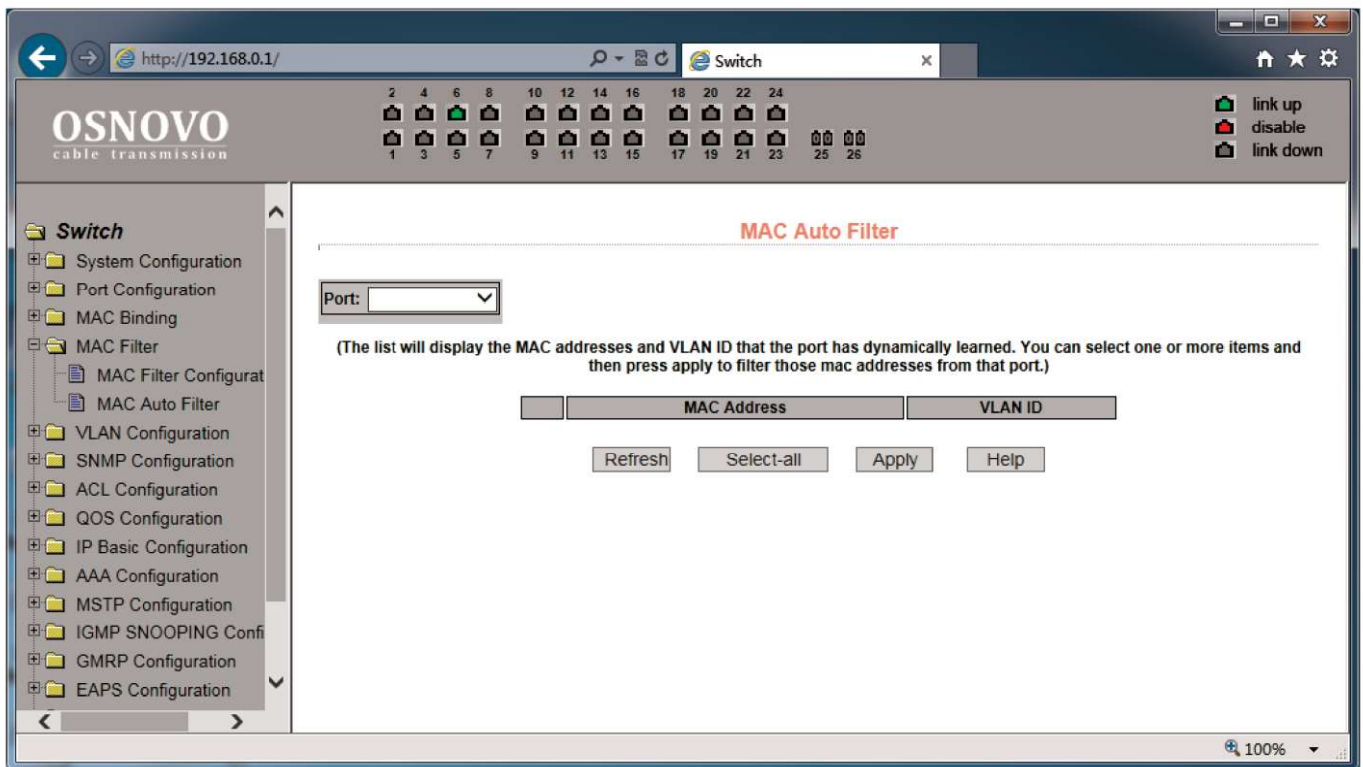 http://192.168.0.1/
Switch
OSNOVO
cable transmission
2 4 6 8 10 12 14 16 18 20 22 24
1 3 5 7 9 11 13 15 17 19 21 23 25 26
link up
disable
link down
Switch
System Configuration
Port Configuration
MAC Binding
MAC Filter
MAC Filter Configurat
MAC Auto Filter
VLAN Configuration
SNMP Configuration
ACL Configuration
QOS Configuration
IP Basic Configuration
AAA Configuration
MSTP Configuration
IGMP SNOOPING Confi
GMRP Configuration
EAPS Configuration
MAC Auto Filter
Port:
(The list will display the MAC addresses and VLAN ID that the port has dynamically learned. You can select one or more items and
then press apply to filter those mac addresses from that port.)
MAC Address VLAN ID
Refresh Select-all Apply Help
100%